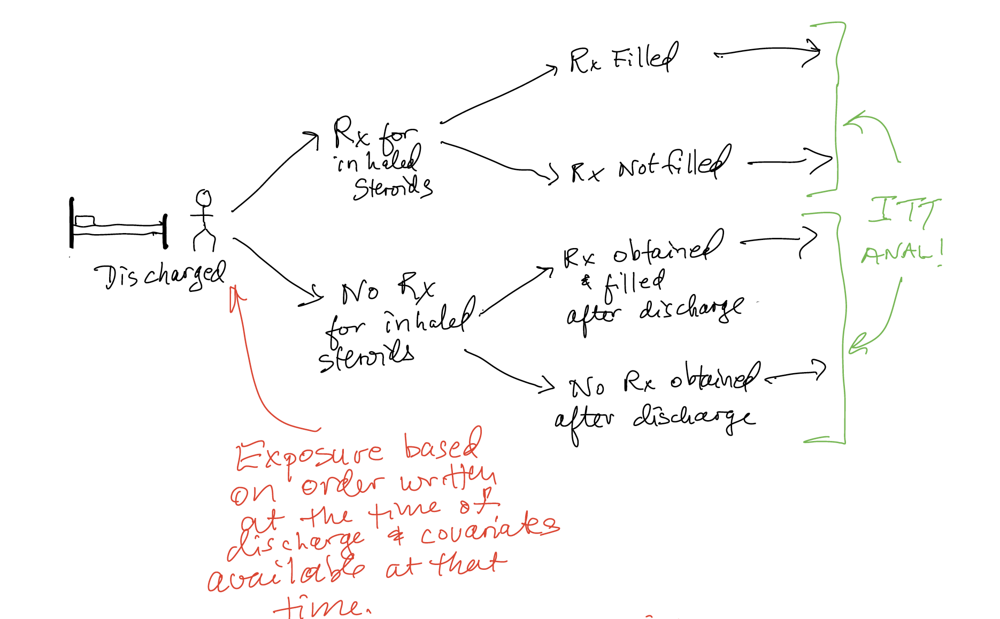 Rx Filled
Rx for
inhaled
steroids
Rx Not filled
Discharged
No Rx
for inhaled
steroids
Rx obtained
& filled
after discharge
No Rx obtained
after discharge
ITT
ANAL!
Exposure based
on order written
at the time of
discharge & covariates
available at that
time.